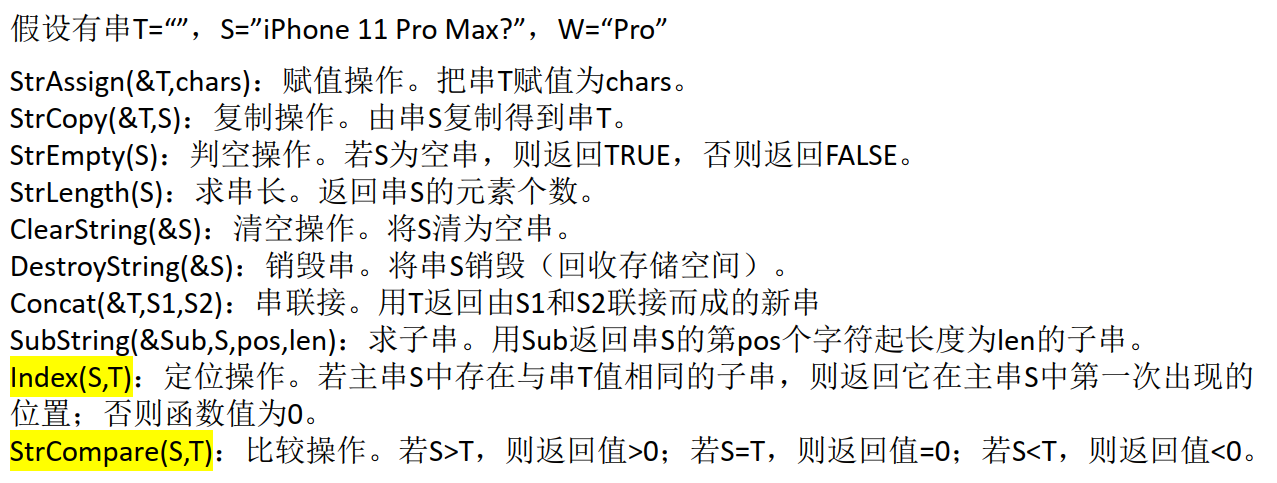 假设有串T=“”，S=”iPhone 11 Pro Max?”，W=“Pro”
StrAssign(&T,chars)：赋值操作。把串T赋值为chars。
StrCopy(&T,S)：复制操作。由串S复制得到串T。
StrEmpty(S)：判空操作。若S为空串，则返回TRUE，否则返回FALSE。
StrLength(S)：求串长。返回串S的元素个数。
ClearString(&S)：清空操作。将S清为空串。
DestroyString(&S)：销毁串。将串S销毁（回收存储空间）。
Concat(&T,S1,S2)：串联接。用T返回由S1和S2联接而成的新串
SubString(&Sub,S,pos,len)：求子串。用Sub返回串S的第pos个字符起长度为len的子串。
Index(S,T)：定位操作。若主串S中存在与串T值相同的子串，则返回它在主串S中第一次出现的
位置；否则函数值为0。
StrCompare(S,T)：比较操作。若S>T，则返回值>0；若S=T，则返回值=0；若S<T，则返回值<0。